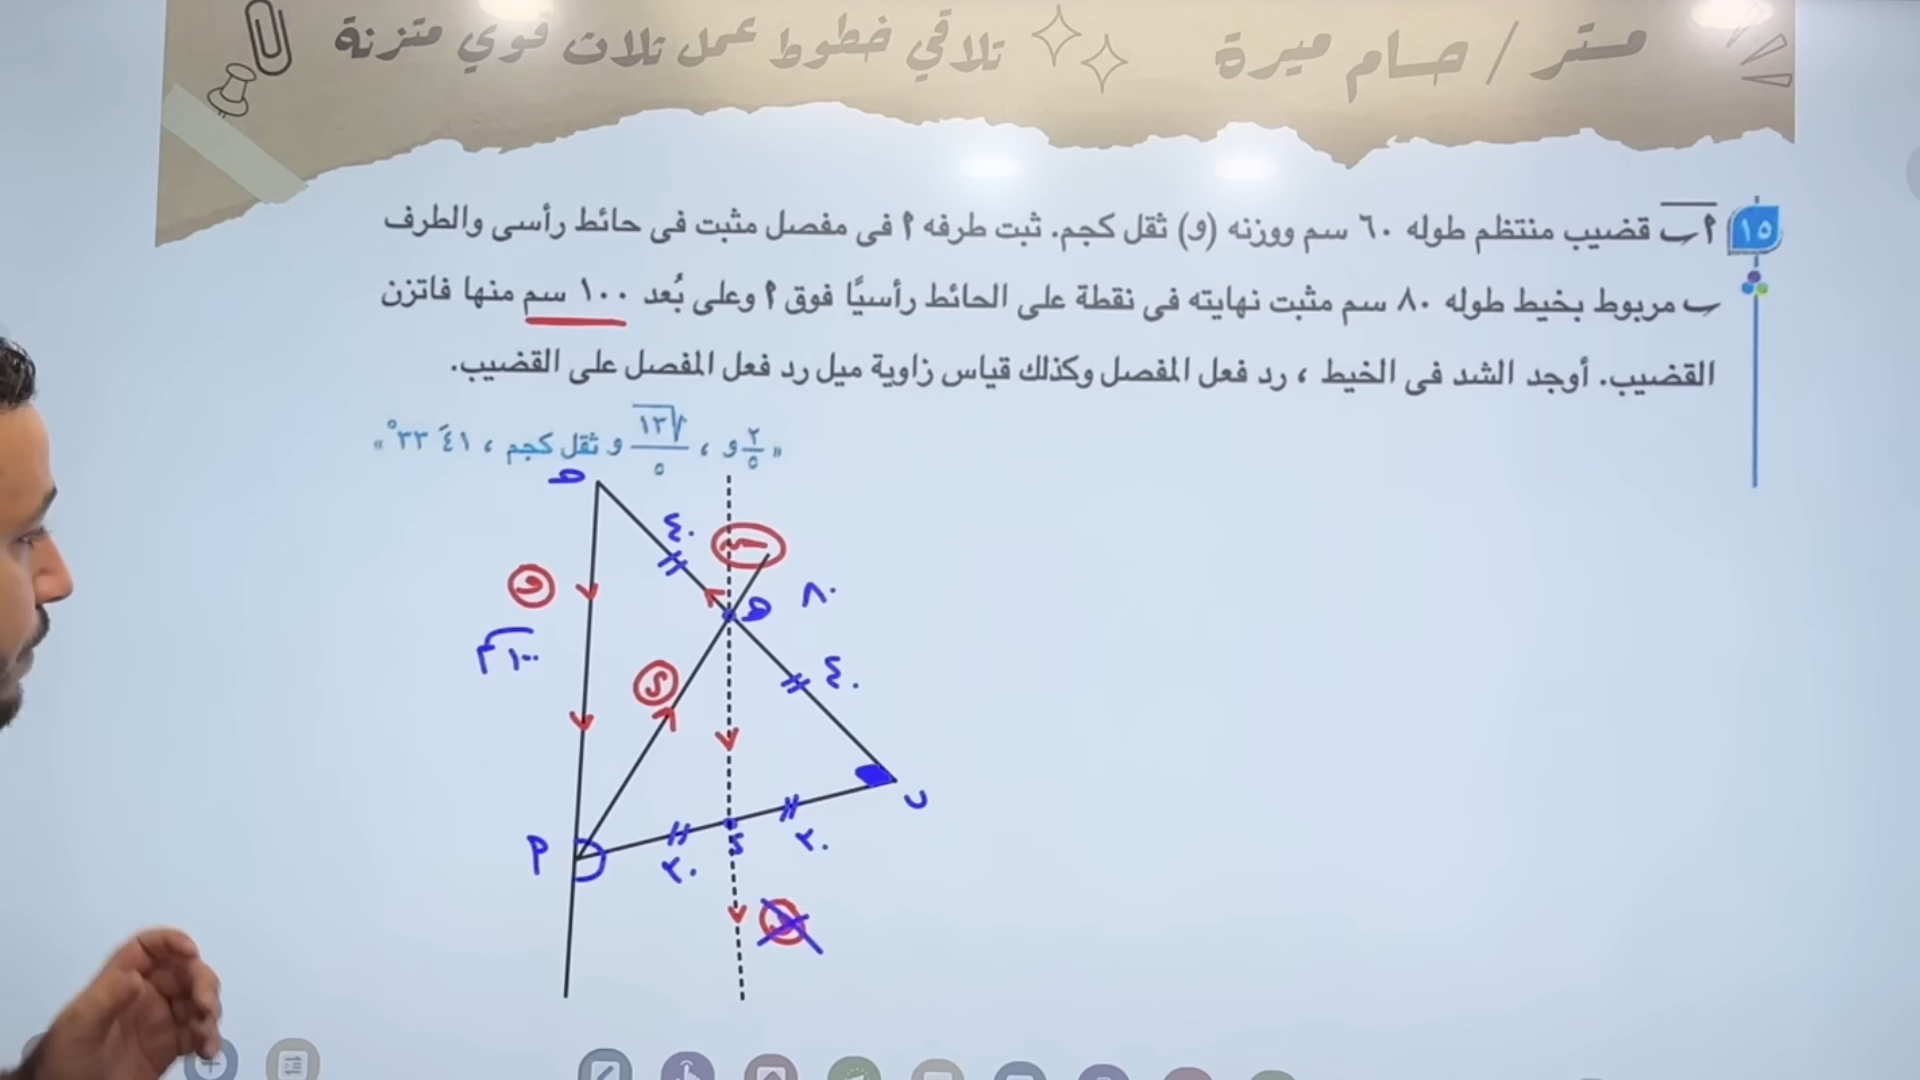 مستر / حسام ميرة
تلاقي خطوط عمل تلات قوي متزنة
١٥
أب قضيب منتظم طوله ٦٠ سم ووزنه (و) ثقل كجم. ثبت طرفه أ فى مفصل مثبت فى حائط رأسى والطرف
ب مربوط بخيط طوله ٨٠ سم مثبت نهايته فى نقطة على الحائط رأسيًا فوق أ وعلى بُعد ١٠٠ سم منها فاتزن
القضيب. أوجد الشد فى الخيط ، رد فعل المفصل وكذلك قياس زاوية ميل رد فعل المفصل على القضيب.
« ٢/٥ و ، √١٣/٥ و ثقل كجم ، ٤١ َ ٣٣ ° »
٤٠
و
هـ
٨٠
١٠٠
ر
٤٠
ب
أ
٢٠
٢٠